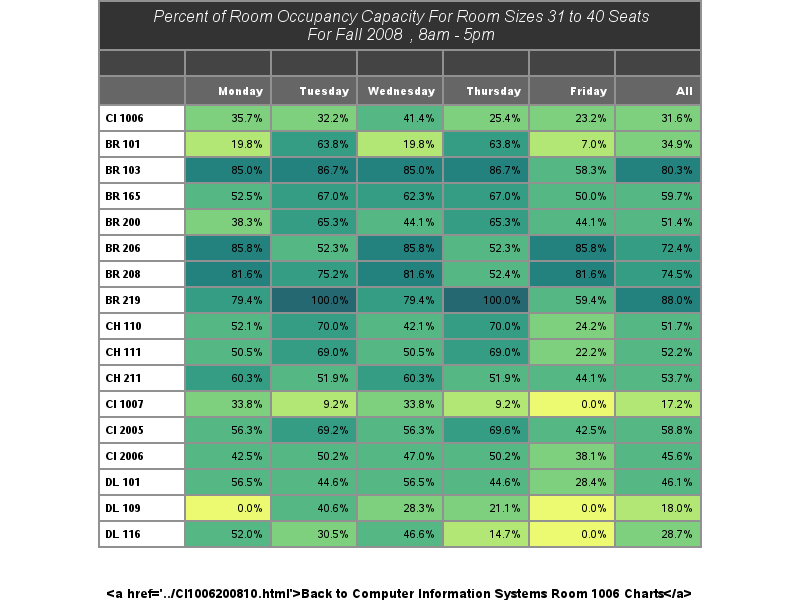 Percent of Room Occupancy Capacity For Room Sizes 31 to 40 Seats
For Fall 2008 , 8am - 5pm
Monday Tuesday Wednesday Thursday Friday All
CI 1006 35.7% 32.2% 41.4% 25.4% 23.2% 31.6%
BR 101 19.8% 63.8% 19.8% 63.8% 7.0% 34.9%
BR 103 85.0% 86.7% 85.0% 86.7% 58.3% 80.3%
BR 165 52.5% 67.0% 62.3% 67.0% 50.0% 59.7%
BR 200 38.3% 65.3% 44.1% 65.3% 44.1% 51.4%
BR 206 85.8% 52.3% 85.8% 52.3% 85.8% 72.4%
BR 208 81.6% 75.2% 81.6% 52.4% 81.6% 74.5%
BR 219 79.4% 100.0% 79.4% 100.0% 59.4% 88.0%
CH 110 52.1% 70.0% 42.1% 70.0% 24.2% 51.7%
CH 111 50.5% 69.0% 50.5% 69.0% 22.2% 52.2%
CH 211 60.3% 51.9% 60.3% 51.9% 44.1% 53.7%
CI 1007 33.8% 9.2% 33.8% 9.2% 0.0% 17.2%
CI 2005 56.3% 69.2% 56.3% 69.6% 42.5% 58.8%
CI 2006 42.5% 50.2% 47.0% 50.2% 38.1% 45.6%
DL 101 56.5% 44.6% 56.5% 44.6% 28.4% 46.1%
DL 109 0.0% 40.6% 28.3% 21.1% 0.0% 18.0%
DL 116 52.0% 30.5% 46.6% 14.7% 0.0% 28.7%
<a href='../CI1006200810.html'>Back to Computer Information Systems Room 1006 Charts</a>